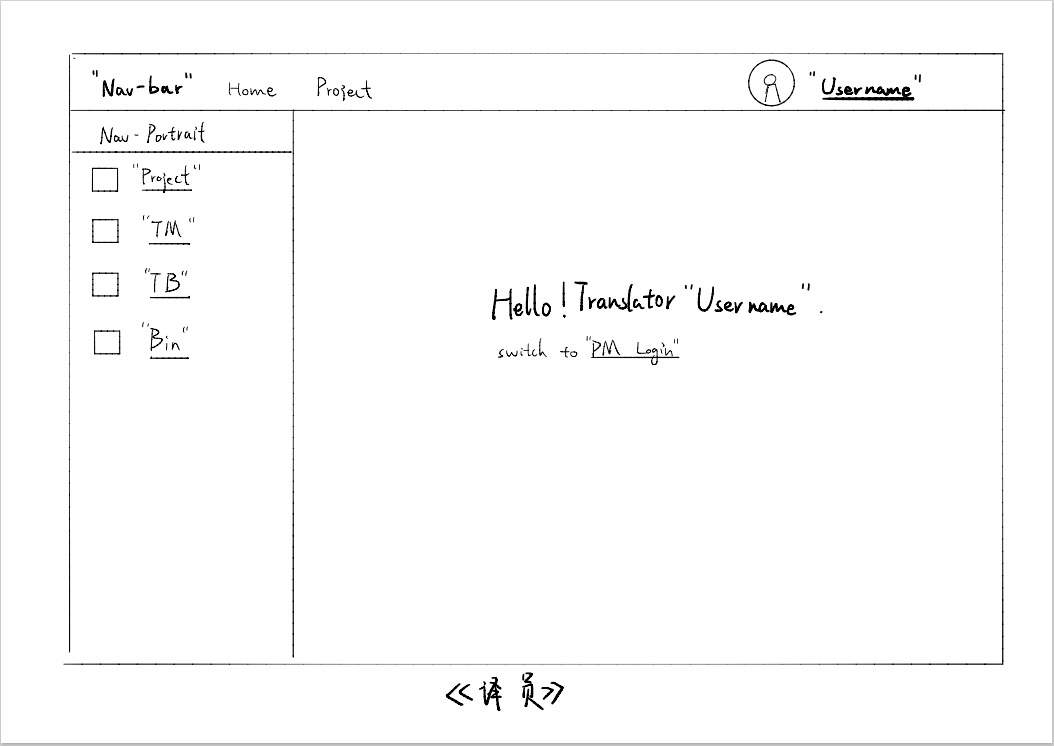 "Nav-bar" Home Project "Username"
Nav-Portrait
"Project"
"TM"
"TB"
"Bin"
Hello! Translator "Username".
switch to "PM Login"
《译员》